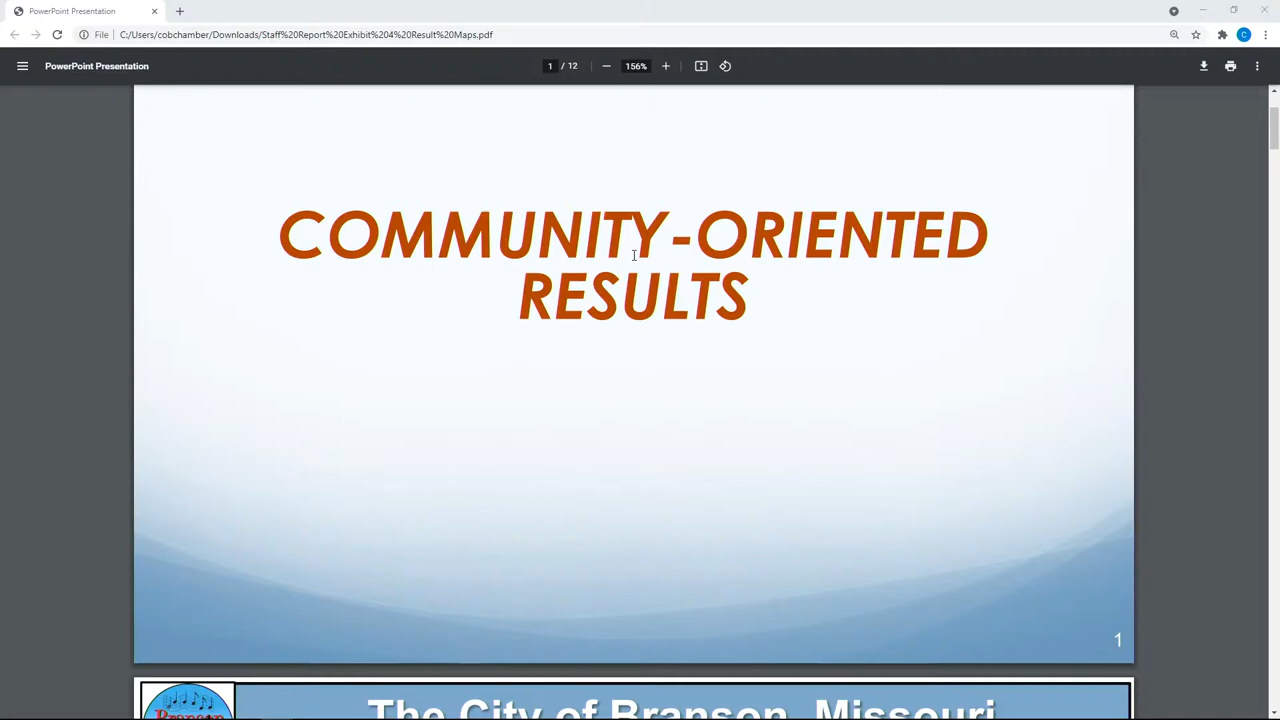 PowerPoint Presentation
File
C:/Users/cobchamber/Downloads/Staff%20Report%20Exhibit%204%20Result%20Maps.pdf
C
PowerPoint Presentation
1 / 12
156%
COMMUNITY-ORIENTED
RESULTS
1
The City of Branson, Missouri
Branson